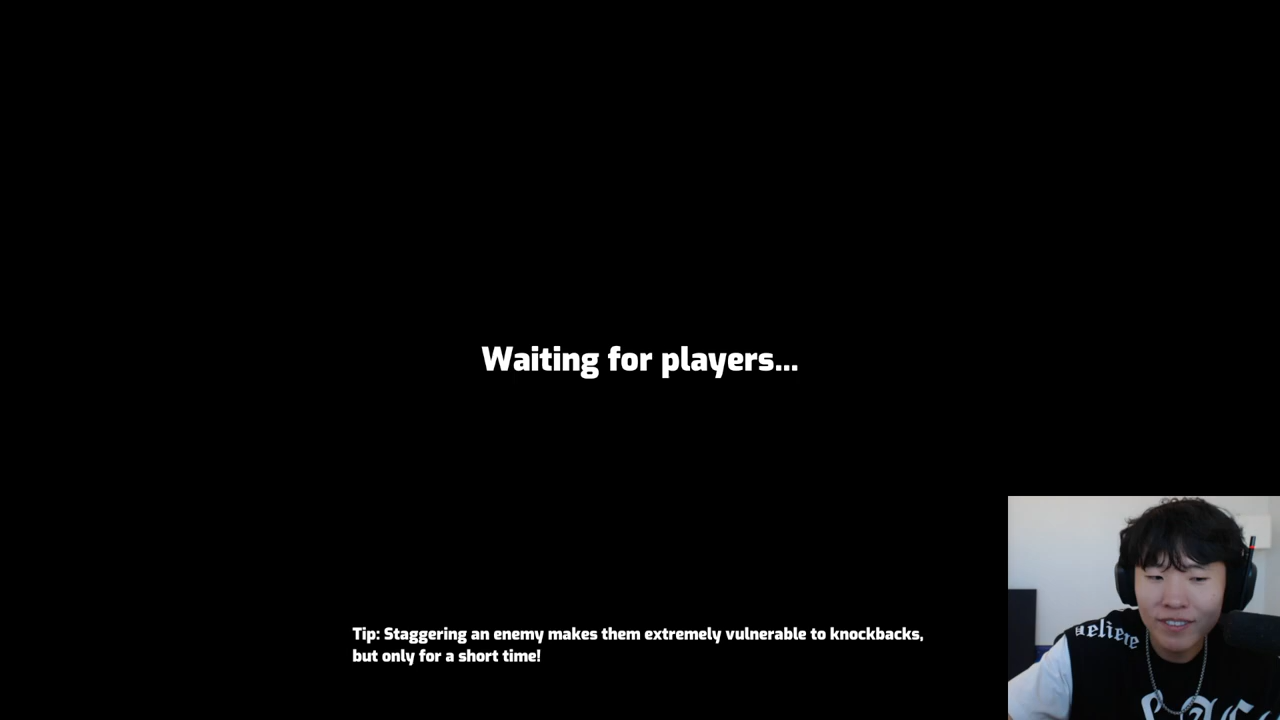 Waiting for players...
Tip: Staggering an enemy makes them extremely vulnerable to knockbacks,
but only for a short time!